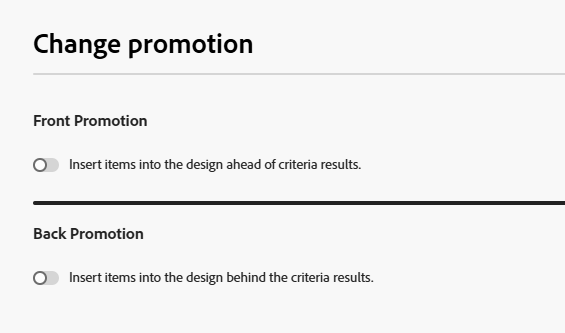 Change promotion
Front Promotion
Insert items into the design ahead of criteria results.
Back Promotion
Insert items into the design behind the criteria results.